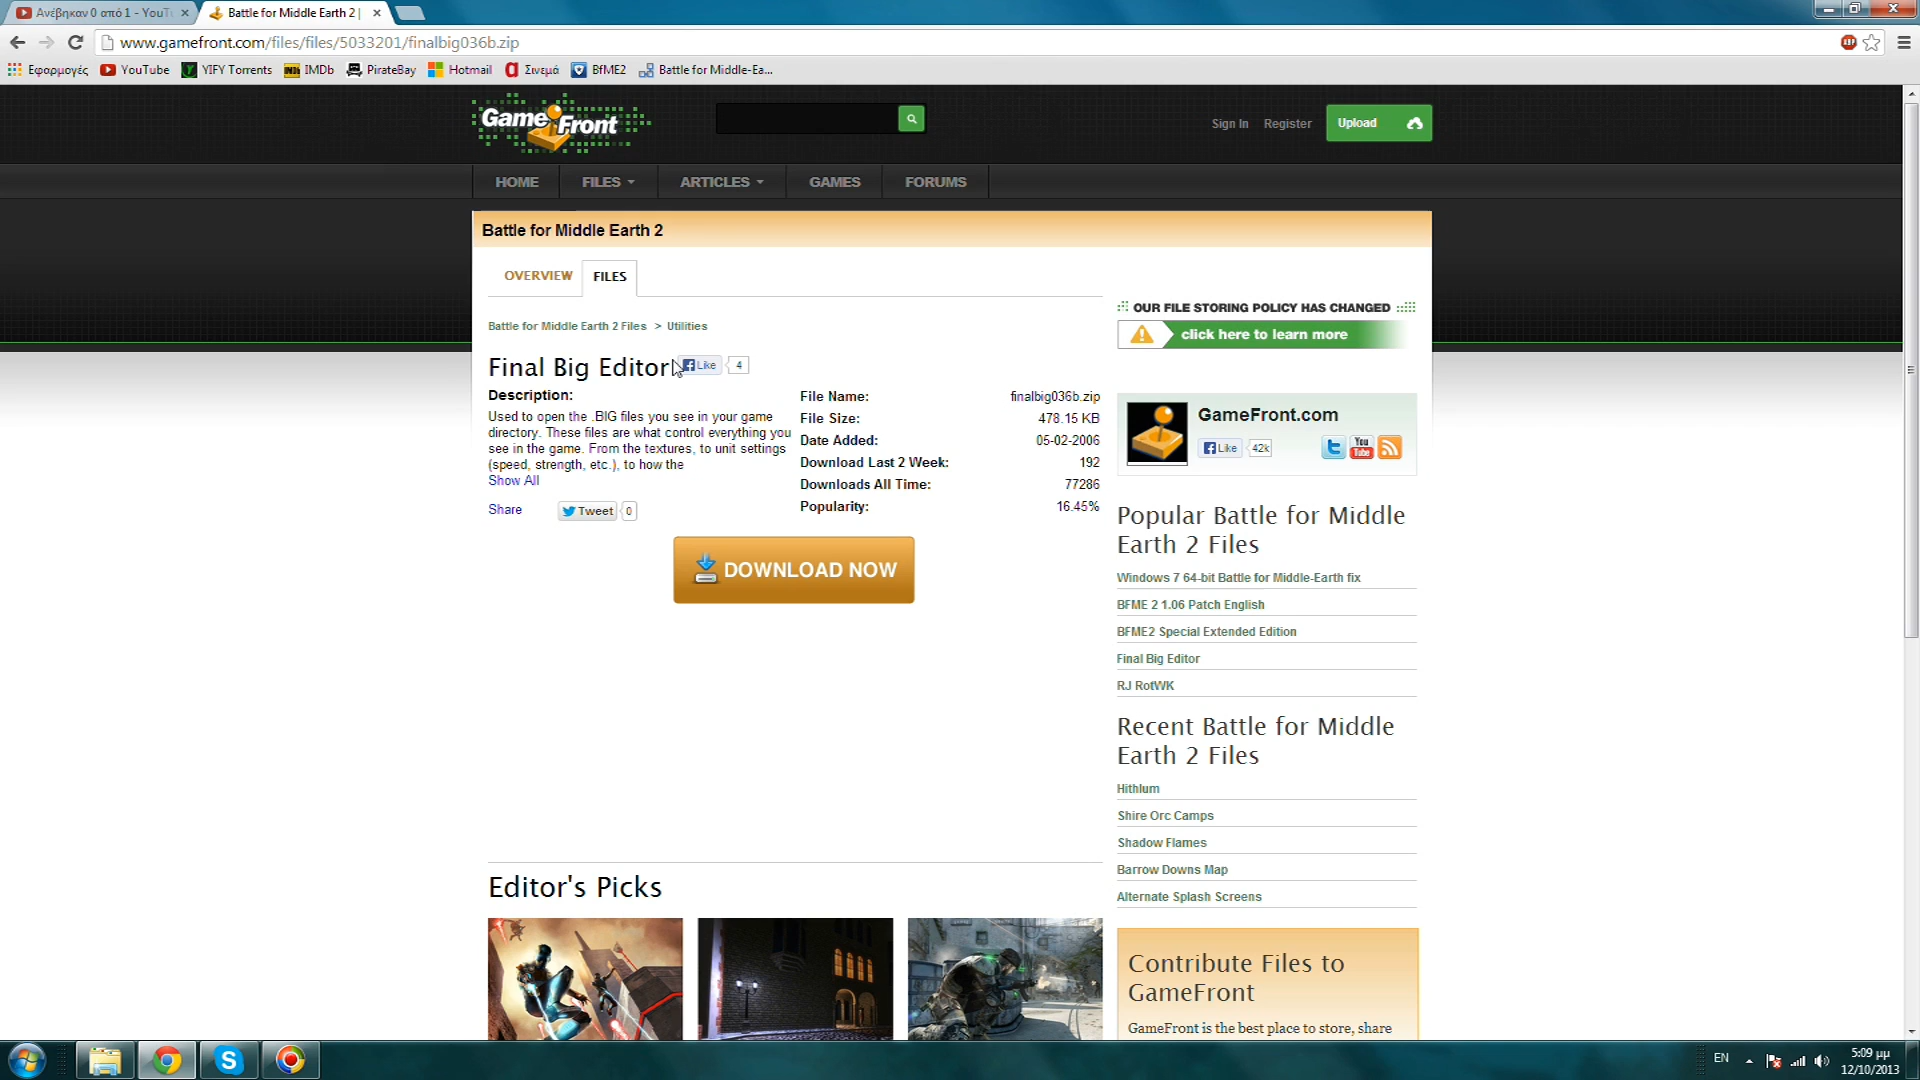 Ανέβηκαν 0 από 1 - YouTu
Battle for Middle Earth 2 |
www.gamefront.com/files/files/5033201/finalbig036b.zip
Εφαρμογές
YouTube
YIFY Torrents
IMDb
PirateBay
Hotmail
Σινεμά
BfME2
Battle for Middle-Ea...
GameFront
Sign In
Register
Upload
HOME
FILES
ARTICLES
GAMES
FORUMS
Battle for Middle Earth 2
OVERVIEW
FILES
Battle for Middle Earth 2 Files > Utilities
Final Big Editor
Like
4
Description:
Used to open the .BIG files you see in your game
directory. These files are what control everything you
see in the game. From the textures, to unit settings
(speed, strength, etc.), to how the
Show All
Share
Tweet
0
File Name: finalbig036b.zip
File Size: 478.15 KB
Date Added: 05-02-2006
Download Last 2 Week: 192
Downloads All Time: 77286
Popularity: 16.45%
DOWNLOAD NOW
OUR FILE STORING POLICY HAS CHANGED
click here to learn more
GameFront.com
Like
42k
You
Tube
Popular Battle for Middle
Earth 2 Files
Windows 7 64-bit Battle for Middle-Earth fix
BFME 2 1.06 Patch English
BFME2 Special Extended Edition
Final Big Editor
RJ RotWK
Recent Battle for Middle
Earth 2 Files
Hithlum
Shire Orc Camps
Shadow Flames
Barrow Downs Map
Alternate Splash Screens
Editor's Picks
Contribute Files to
GameFront
GameFront is the best place to store, share
EN
5:09 μμ
12/10/2013